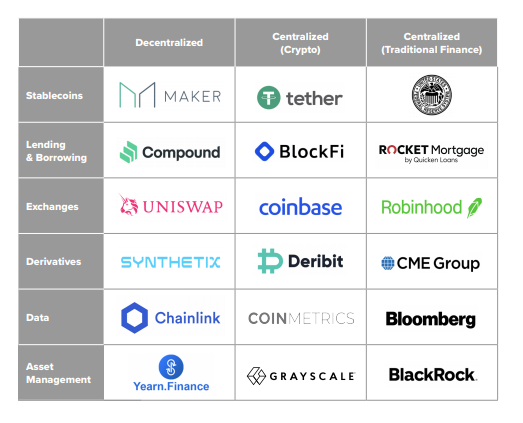 Decentralized
Centralized
(Crypto)
Centralized
(Traditional Finance)
Stablecoins
MAKER
tether
Lending
& Borrowing
Compound
BlockFi
ROCKET Mortgage
by Quicken Loans
Exchanges
UNISWAP
coinbase
Robinhood
Derivatives
SYNTHETIX
Deribit
CME Group
Data
Chainlink
COINMETRICS
Bloomberg
Asset
Management
Yearn.Finance
GRAYSCALE
BlackRock.